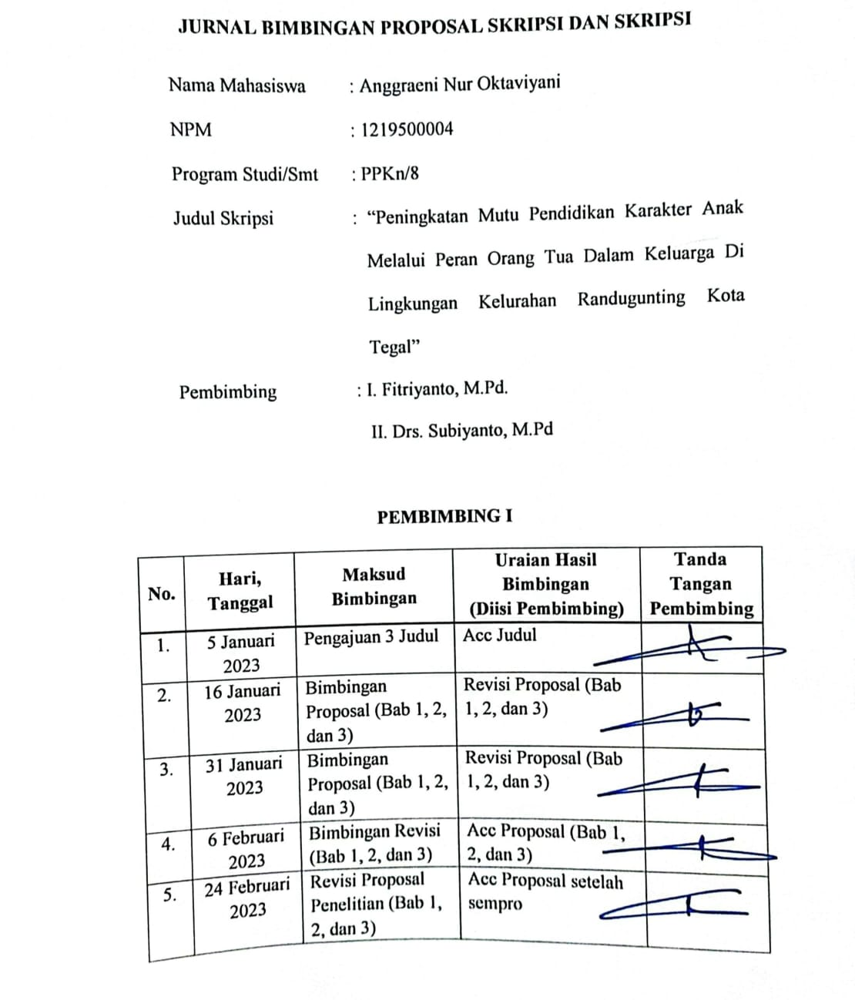 JURNAL BIMBINGAN PROPOSAL SKRIPSI DAN SKRIPSI
Nama Mahasiswa : Anggraeni Nur Oktaviyani
NPM : 1219500004
Program Studi/Smt : PPKn/8
Judul Skripsi : “Peningkatan Mutu Pendidikan Karakter Anak
Melalui Peran Orang Tua Dalam Keluarga Di
Lingkungan Kelurahan Randugunting Kota
Tegal”
Pembimbing : I. Fitriyanto, M.Pd.
II. Drs. Subiyanto, M.Pd
PEMBIMBING I
No.
Hari,
Tanggal
Maksud
Bimbingan
Uraian Hasil
Bimbingan
(Diisi Pembimbing)
Tanda
Tangan
Pembimbing
1.
5 Januari
2023
Pengajuan 3 Judul
Acc Judul
2.
16 Januari
2023
Bimbingan
Proposal (Bab 1, 2,
dan 3)
Revisi Proposal (Bab
1, 2, dan 3)
3.
31 Januari
2023
Bimbingan
Proposal (Bab 1, 2,
dan 3)
Revisi Proposal (Bab
1, 2, dan 3)
4.
6 Februari
2023
Bimbingan Revisi
(Bab 1, 2, dan 3)
Acc Proposal (Bab 1,
2, dan 3)
5.
24 Februari
2023
Revisi Proposal
Penelitian (Bab 1,
2, dan 3)
Acc Proposal setelah
sempro